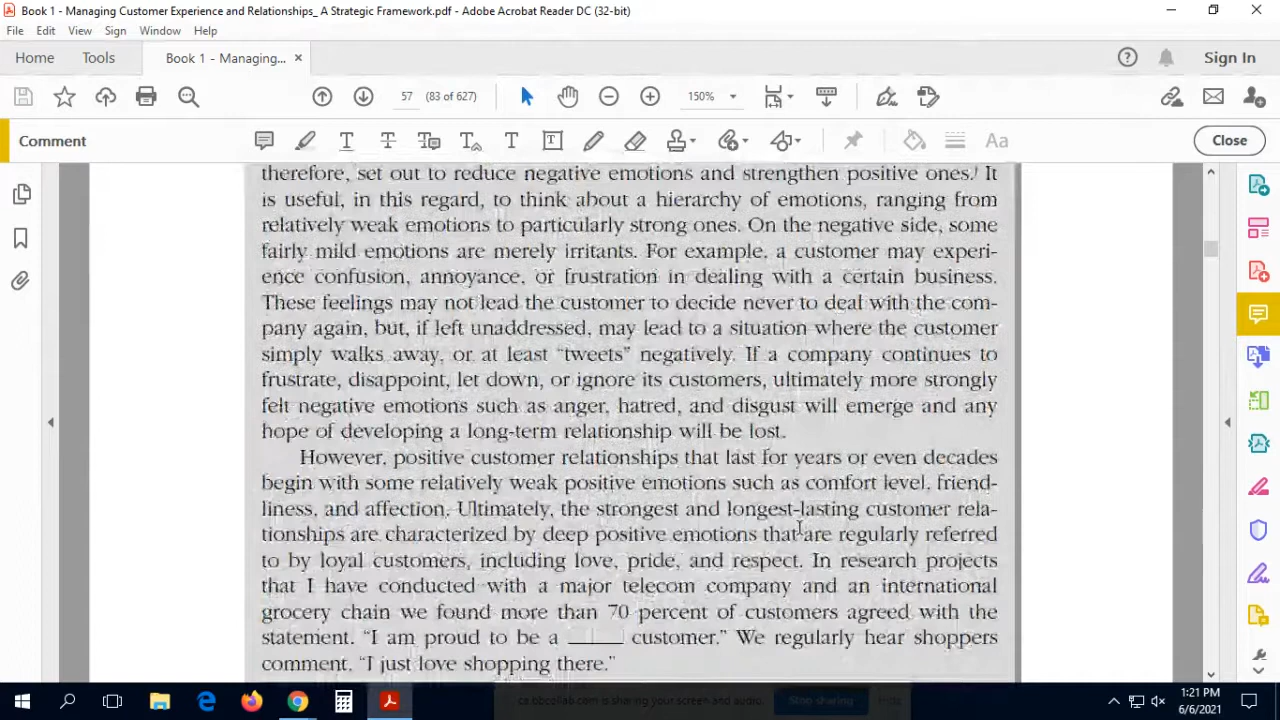 Book 1 - Managing Customer Experience and Relationships_ A Strategic Framework.pdf - Adobe Acrobat Reader DC (32-bit)
File Edit View Sign Window Help
Home Tools Book 1 - Managing... × Sign In
57 (83 of 627) 150%
Comment Close
therefore, set out to reduce negative emotions and strengthen positive ones. It
is useful, in this regard, to think about a hierarchy of emotions, ranging from
relatively weak emotions to particularly strong ones. On the negative side, some
fairly mild emotions are merely irritants. For example, a customer may experi-
ence confusion, annoyance, or frustration in dealing with a certain business.
These feelings may not lead the customer to decide never to deal with the com-
pany again, but, if left unaddressed, may lead to a situation where the customer
simply walks away, or at least “tweets” negatively. If a company continues to
frustrate, disappoint, let down, or ignore its customers, ultimately more strongly
felt negative emotions such as anger, hatred, and disgust will emerge and any
hope of developing a long-term relationship will be lost.
However, positive customer relationships that last for years or even decades
begin with some relatively weak positive emotions such as comfort level, friend-
liness, and affection. Ultimately, the strongest and longest-lasting customer rela-
tionships are characterized by deep positive emotions that are regularly referred
to by loyal customers, including love, pride, and respect. In research projects
that I have conducted with a major telecom company and an international
grocery chain we found more than 70 percent of customers agreed with the
statement, “I am proud to be a _____ customer.” We regularly hear shoppers
comment, “I just love shopping there.”
ca.bbcollab.com is sharing your screen and audio. Stop sharing Hide
1:21 PM
6/6/2021